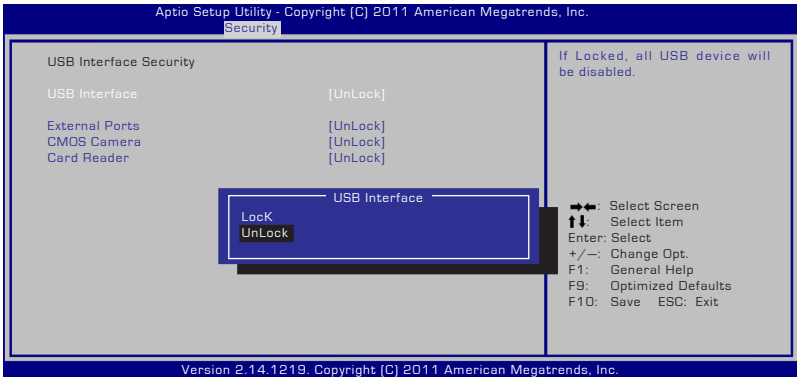 Aptio Setup Utility - Copyright (C) 2011 American Megatrends, Inc.
Security
USB Interface Security
USB Interface [UnLock]
External Ports [UnLock]
CMOS Camera [UnLock]
Card Reader [UnLock]
USB Interface
LocK
UnLock
If Locked, all USB device will
be disabled.
→←: Select Screen
↑↓: Select Item
Enter: Select
+/—: Change Opt.
F1: General Help
F9: Optimized Defaults
F10: Save ESC: Exit
Version 2.14.1219. Copyright (C) 2011 American Megatrends, Inc.